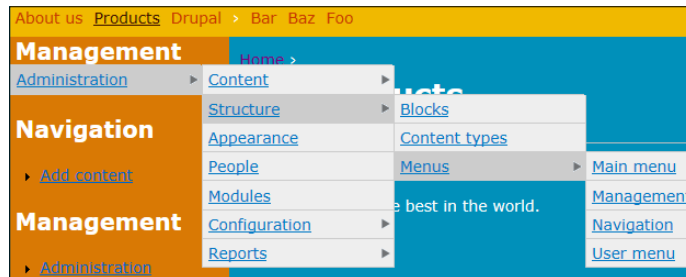 About us Products Drupal › Bar Baz Foo
Management
Home ›
Administration
Content
Structure
Blocks
Navigation
Appearance
Content types
People
Menus
Main menu
Add content
Modules
Management
best in the world.
Management
Configuration
Navigation
Reports
User menu
Administration